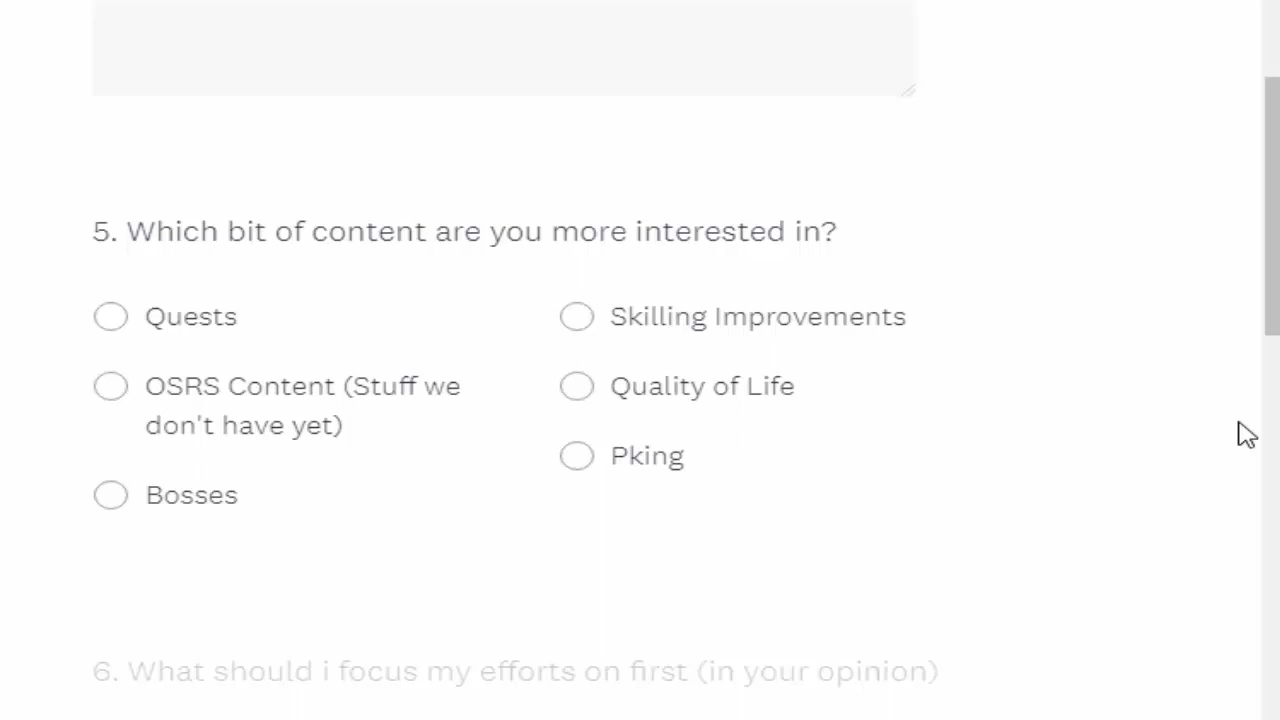 5. Which bit of content are you more interested in?
Quests
OSRS Content (Stuff we
don't have yet)
Bosses
Skilling Improvements
Quality of Life
Pking
6. What should i focus my efforts on first (in your opinion)